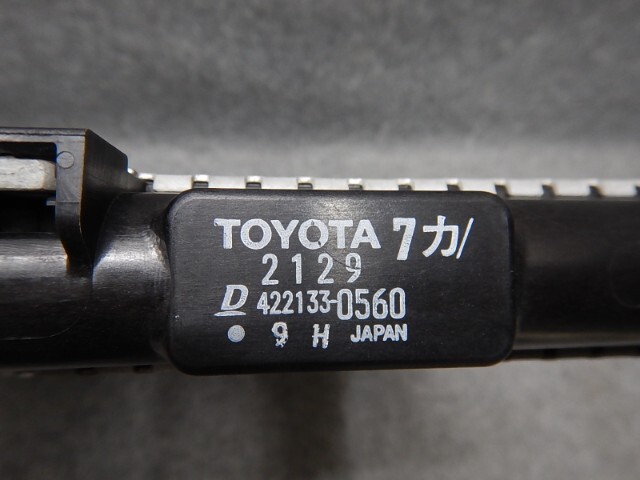 TOYOTA 7カ/
2129
D 422133-0560
9 H JAPAN